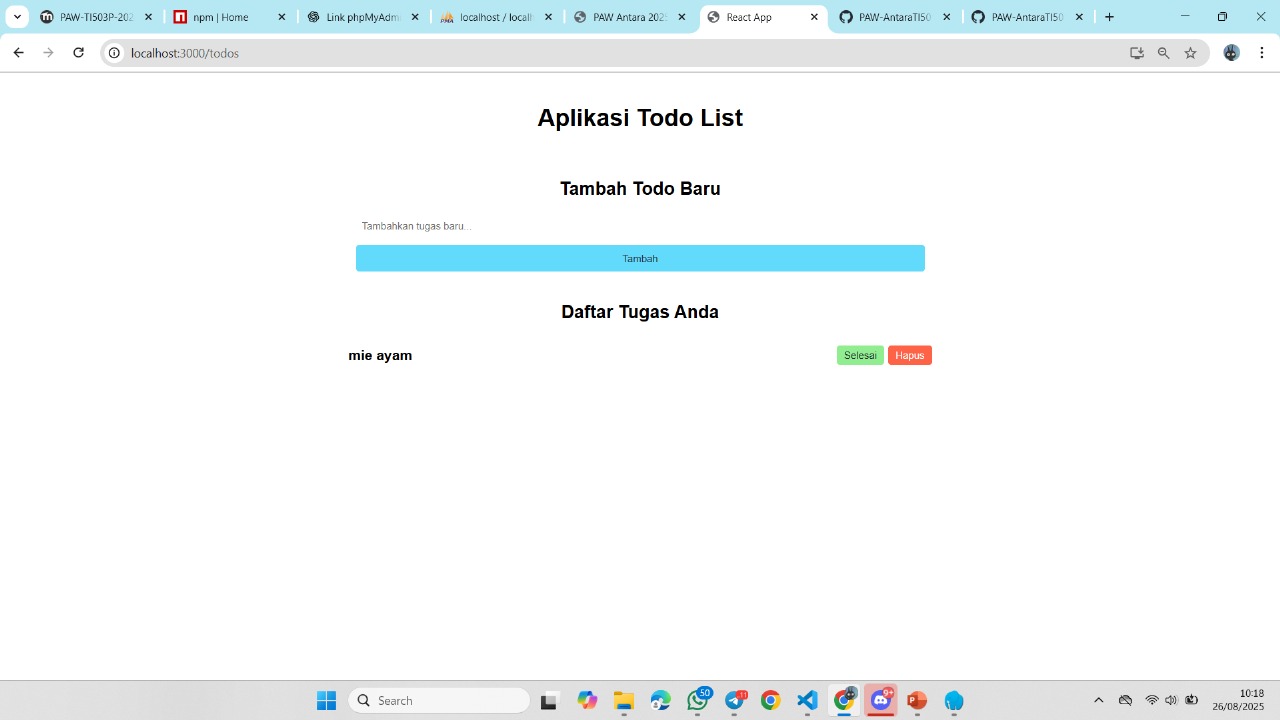 PAW-TI503P-202
npm | Home
Link phpMyAdm
localhost / localh
PAW Antara 2025
React App
PAW-AntaraTI50
PAW-AntaraTI50
localhost:3000/todos
Aplikasi Todo List
Tambah Todo Baru
Tambahkan tugas baru...
Tambah
Daftar Tugas Anda
mie ayam
Selesai
Hapus
Search
50
11
9+
10:18
26/08/2025